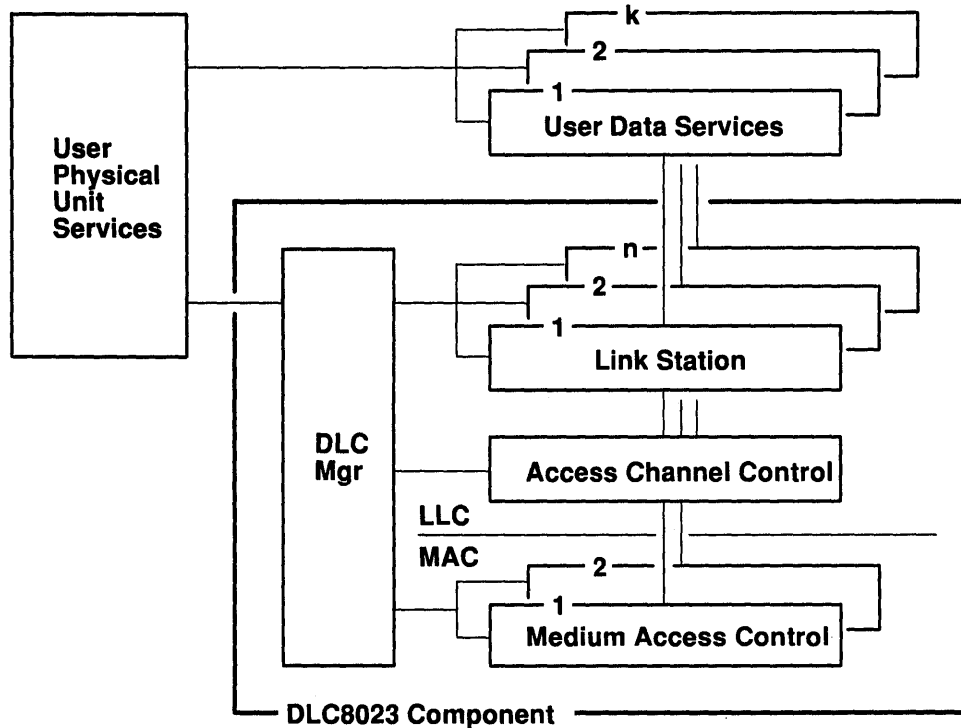 k
2
1
User Data Services
User
Physical
Unit
Services
n
2
1
Link Station
DLC
Mgr
Access Channel Control
LLC
MAC
2
1
Medium Access Control
DLC8023 Component